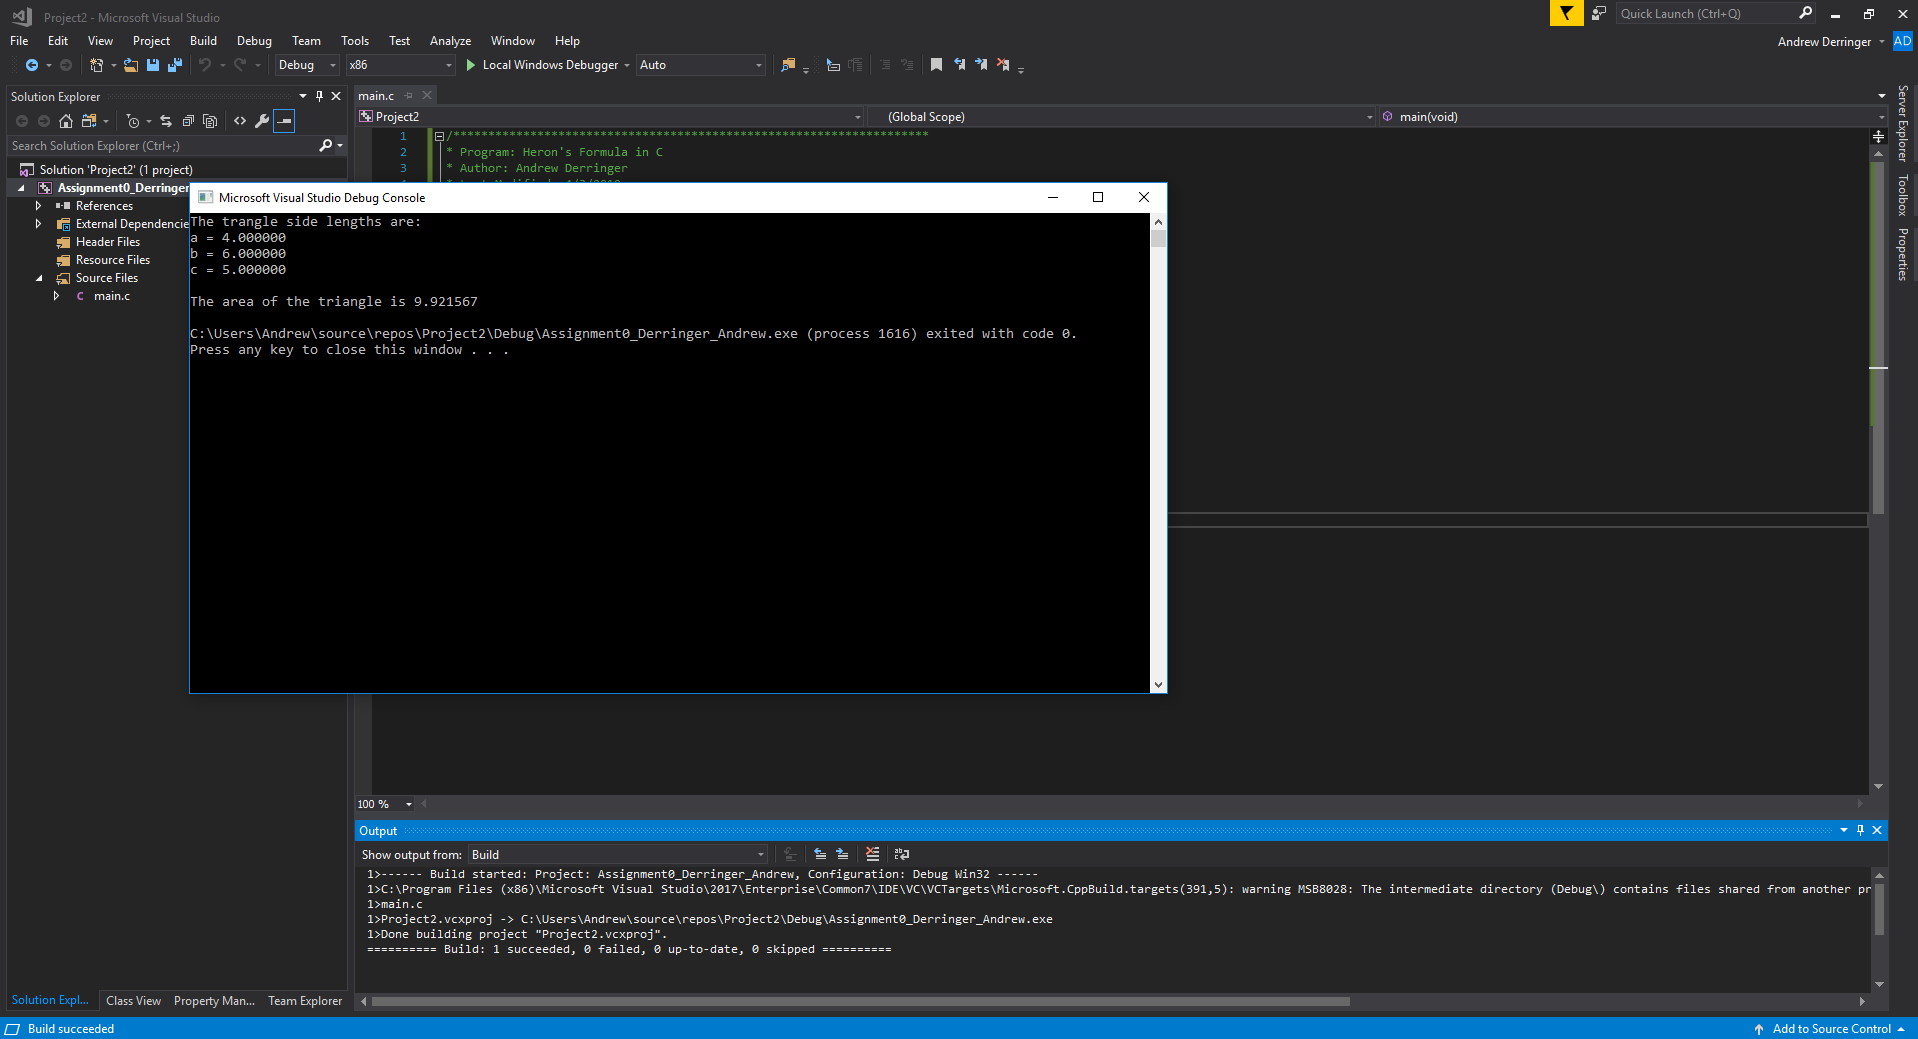 Project2 - Microsoft Visual Studio
Quick Launch (Ctrl+Q)
File Edit View Project Build Debug Team Tools Test Analyze Window Help
Andrew Derringer AD
Debug x86 Local Windows Debugger Auto
Solution Explorer
Search Solution Explorer (Ctrl+;)
Solution 'Project2' (1 project)
Assignment0_Derringer
References
External Dependencie
Header Files
Resource Files
Source Files
main.c
main.c
Project2 (Global Scope) main(void)
1 /********************************************************************
2 * Program: Heron's Formula in C
3 * Author: Andrew Derringer
Microsoft Visual Studio Debug Console
The trangle side lengths are:
a = 4.000000
b = 6.000000
c = 5.000000
The area of the triangle is 9.921567
C:\Users\Andrew\source\repos\Project2\Debug\Assignment0_Derringer_Andrew.exe (process 1616) exited with code 0.
Press any key to close this window . . .
Server Explorer
Toolbox
Properties
100 %
Output
Show output from: Build
1>------ Build started: Project: Assignment0_Derringer_Andrew, Configuration: Debug Win32 ------
1>C:\Program Files (x86)\Microsoft Visual Studio\2017\Enterprise\Common7\IDE\VC\VCTargets\Microsoft.CppBuild.targets(391,5): warning MSB8028: The intermediate directory (Debug\) contains files shared from another pr
1>main.c
1>Project2.vcxproj -> C:\Users\Andrew\source\repos\Project2\Debug\Assignment0_Derringer_Andrew.exe
1>Done building project "Project2.vcxproj".
========== Build: 1 succeeded, 0 failed, 0 up-to-date, 0 skipped ==========
Solution Expl... Class View Property Man... Team Explorer
Build succeeded
Add to Source Control